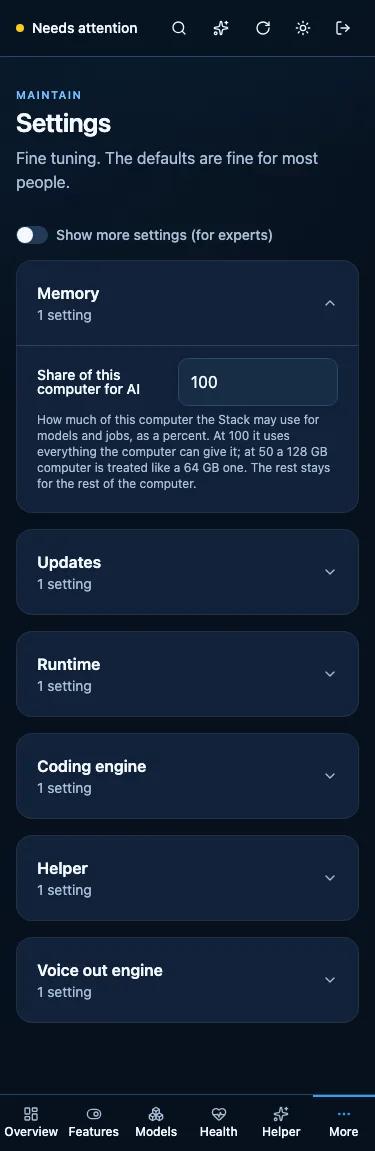 Needs attention
MAINTAIN
Settings
Fine tuning. The defaults are fine for most
people.
Show more settings (for experts)
Memory
1 setting
Share of this
computer for AI
100
How much of this computer the Stack may use for
models and jobs, as a percent. At 100 it uses
everything the computer can give it; at 50 a 128 GB
computer is treated like a 64 GB one. The rest stays
for the rest of the computer.
Updates
1 setting
Runtime
1 setting
Coding engine
1 setting
Helper
1 setting
Voice out engine
1 setting
Overview Features Models Health Helper More